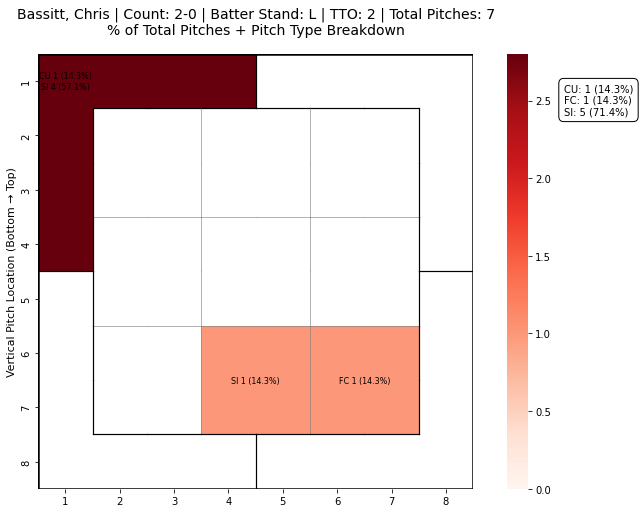 Bassitt, Chris | Count: 2-0 | Batter Stand: L | TTO: 2 | Total Pitches: 7
% of Total Pitches + Pitch Type Breakdown
CU 1 (14.3%)
SI 4 (57.1%)
CU: 1 (14.3%)
FC: 1 (14.3%)
SI: 5 (71.4%)
SI 1 (14.3%)
FC 1 (14.3%)
Vertical Pitch Location (Bottom → Top)
1
2
3
4
5
6
7
8
1
2
3
4
5
6
7
8
2.5
2.0
1.5
1.0
0.5
0.0